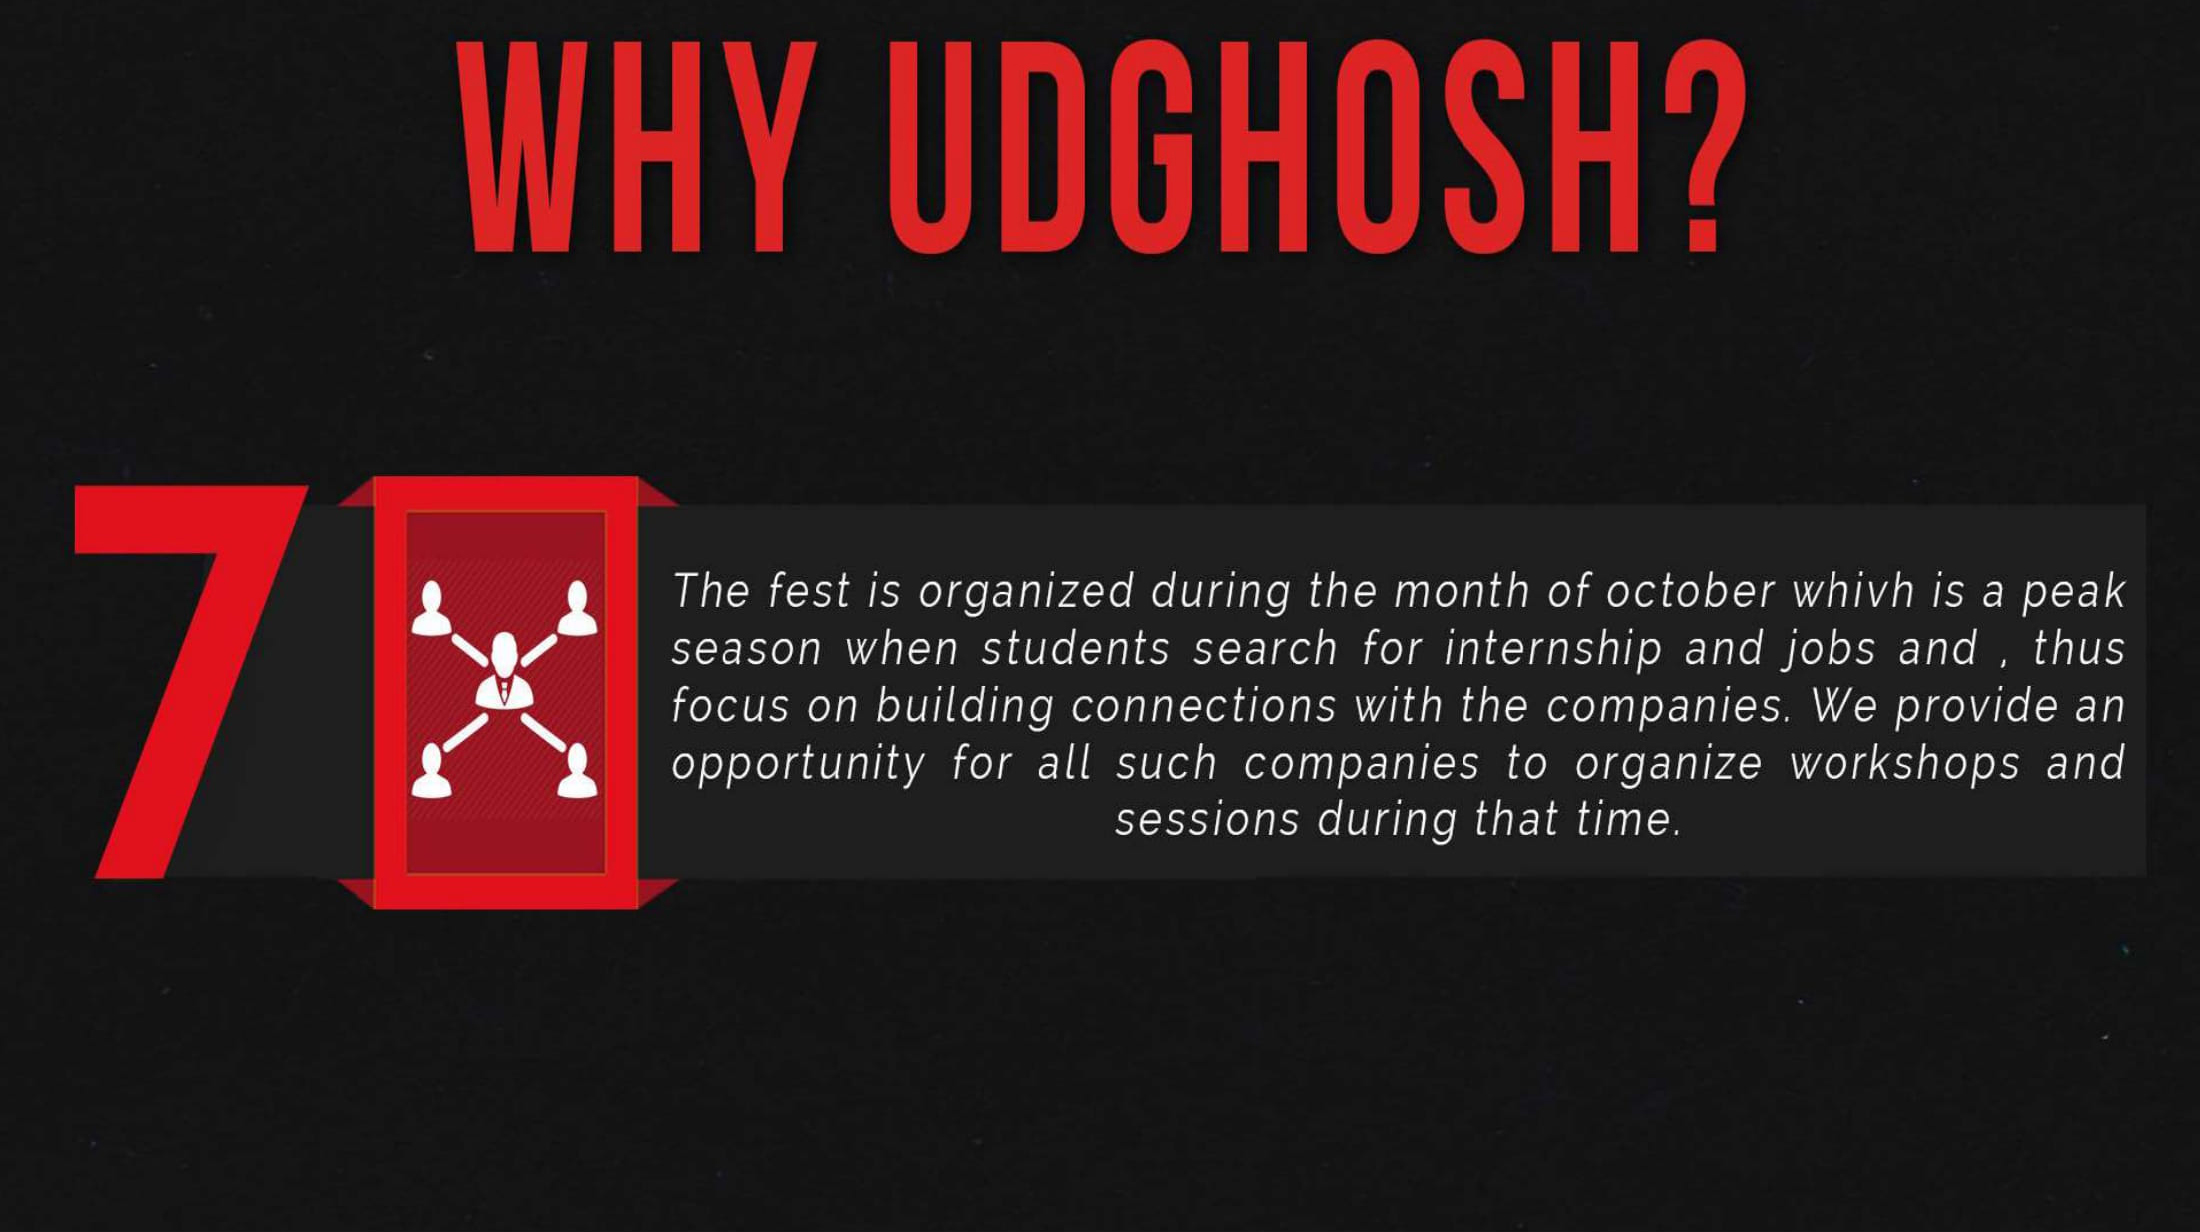 WHY UDGHOSH?
7
The fest is organized during the month of october whivh is a peak
season when students search for internship and jobs and , thus
focus on building connections with the companies. We provide an
opportunity for all such companies to organize workshops and
sessions during that time.